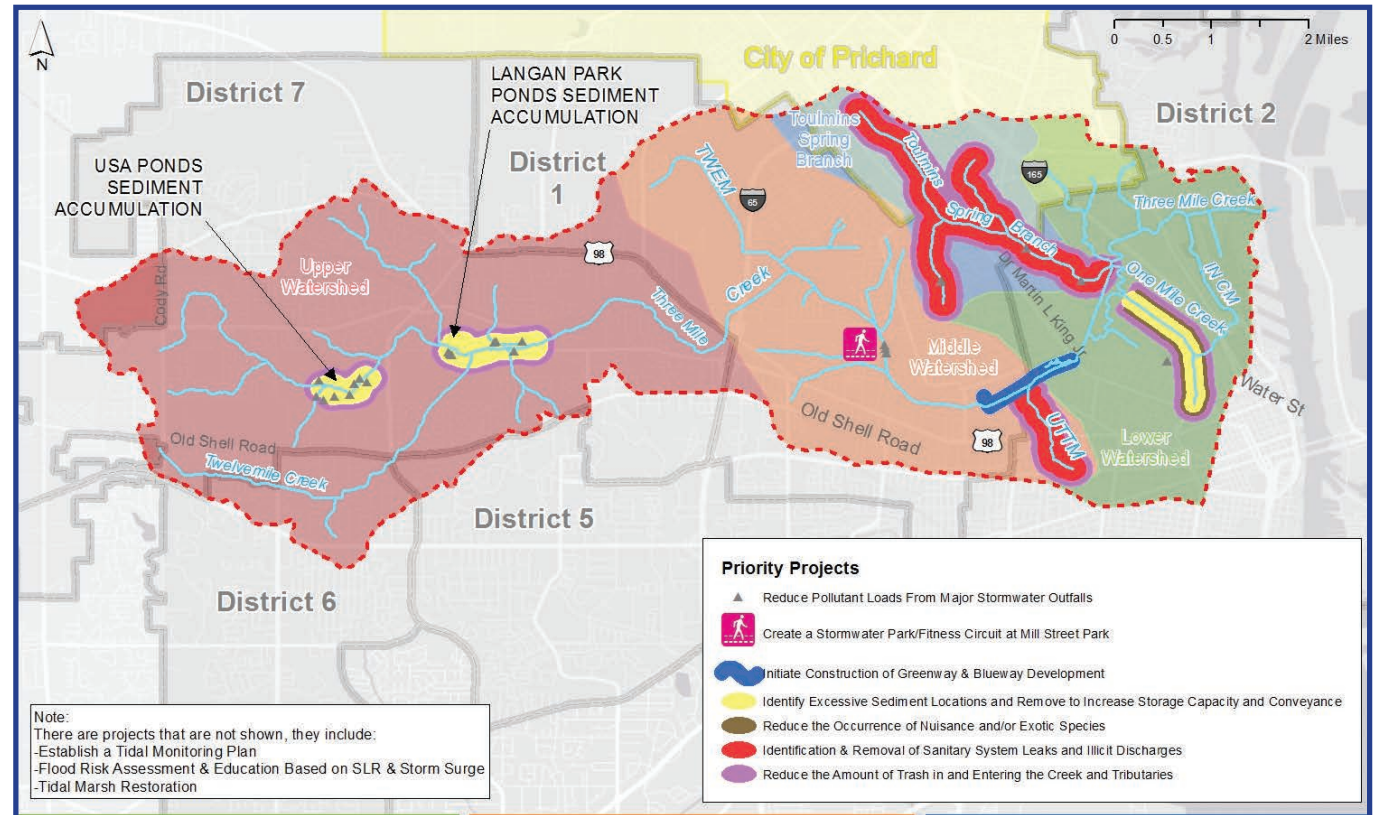 N
0 0.5 1 2 Miles
City of Prichard
District 7
LANGAN PARK
PONDS SEDIMENT
ACCUMULATION
District 2
USA PONDS
SEDIMENT
ACCUMULATION
District
1
Toulmins
Spring
Branch
TWEM
65
Toulmins
Spring
Branch
165
Three Mile Creek
98
Upper
Watershed
Cody Rd
Three Mile
Creek
Dr Martin L King Jr
One Mile Creek
INCM
Middle
Watershed
Water St
Old Shell Road
98
UTTM
Lower
Watershed
Old Shell Road
Twelvemile Creek
District 5
District 6
Priority Projects
Reduce Pollutant Loads From Major Stormwater Outfalls
Create a Stormwater Park/Fitness Circuit at Mill Street Park
Initiate Construction of Greenway & Blueway Development
Identify Excessive Sediment Locations and Remove to Increase Storage Capacity and Conveyance
Reduce the Occurrence of Nuisance and/or Exotic Species
Identification & Removal of Sanitary System Leaks and Illicit Discharges
Reduce the Amount of Trash in and Entering the Creek and Tributaries
Note:
There are projects that are not shown, they include:
-Establish a Tidal Monitoring Plan
-Flood Risk Assessment & Education Based on SLR & Storm Surge
-Tidal Marsh Restoration